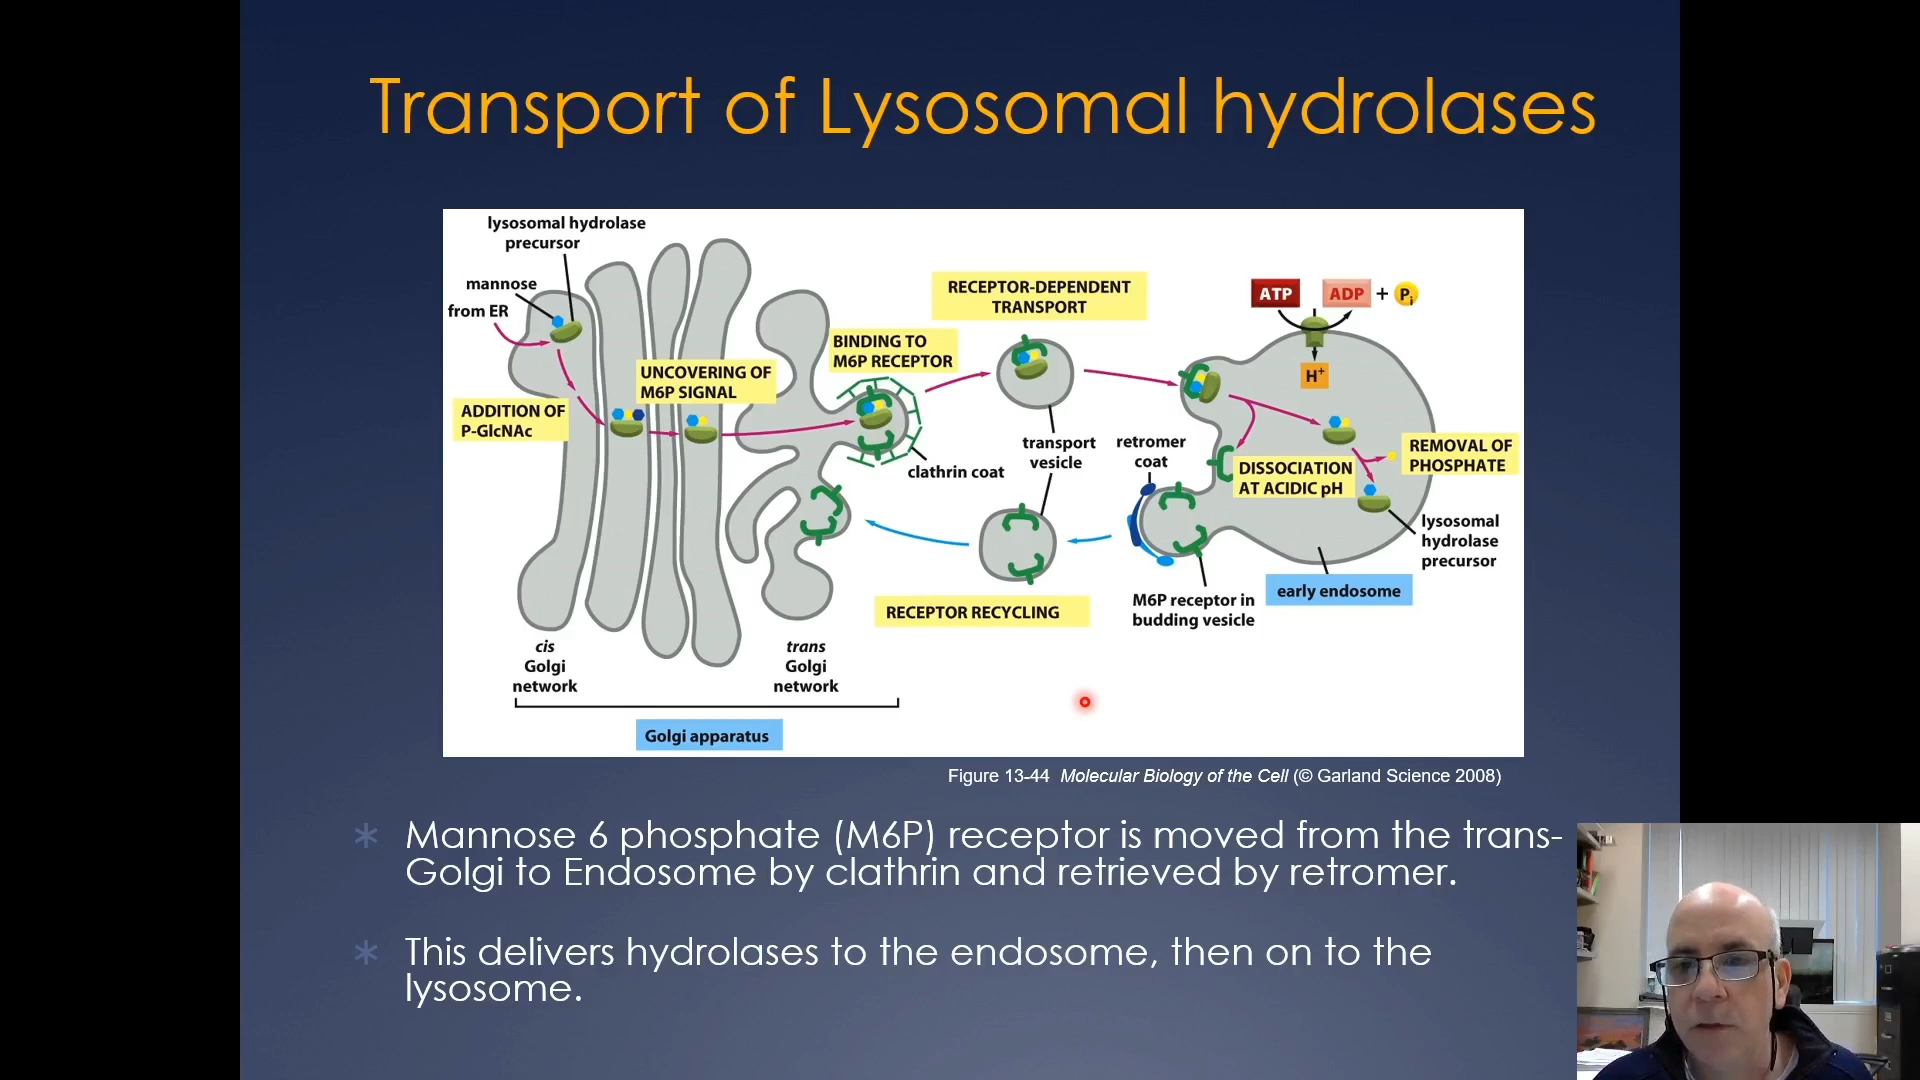 Transport of Lysosomal hydrolases
lysosomal hydrolase
precursor
mannose
from ER
ADDITION OF
P-GlcNAc
UNCOVERING OF
M6P SIGNAL
BINDING TO
M6P RECEPTOR
clathrin coat
RECEPTOR-DEPENDENT
TRANSPORT
transport
vesicle
retromer
coat
ATP
ADP + Pi
H+
DISSOCIATION
AT ACIDIC pH
REMOVAL OF
PHOSPHATE
lysosomal
hydrolase
precursor
early endosome
M6P receptor in
budding vesicle
RECEPTOR RECYCLING
cis
Golgi
network
trans
Golgi
network
Golgi apparatus
Figure 13-44 Molecular Biology of the Cell (© Garland Science 2008)
* Mannose 6 phosphate (M6P) receptor is moved from the trans-
Golgi to Endosome by clathrin and retrieved by retromer.
* This delivers hydrolases to the endosome, then on to the
lysosome.